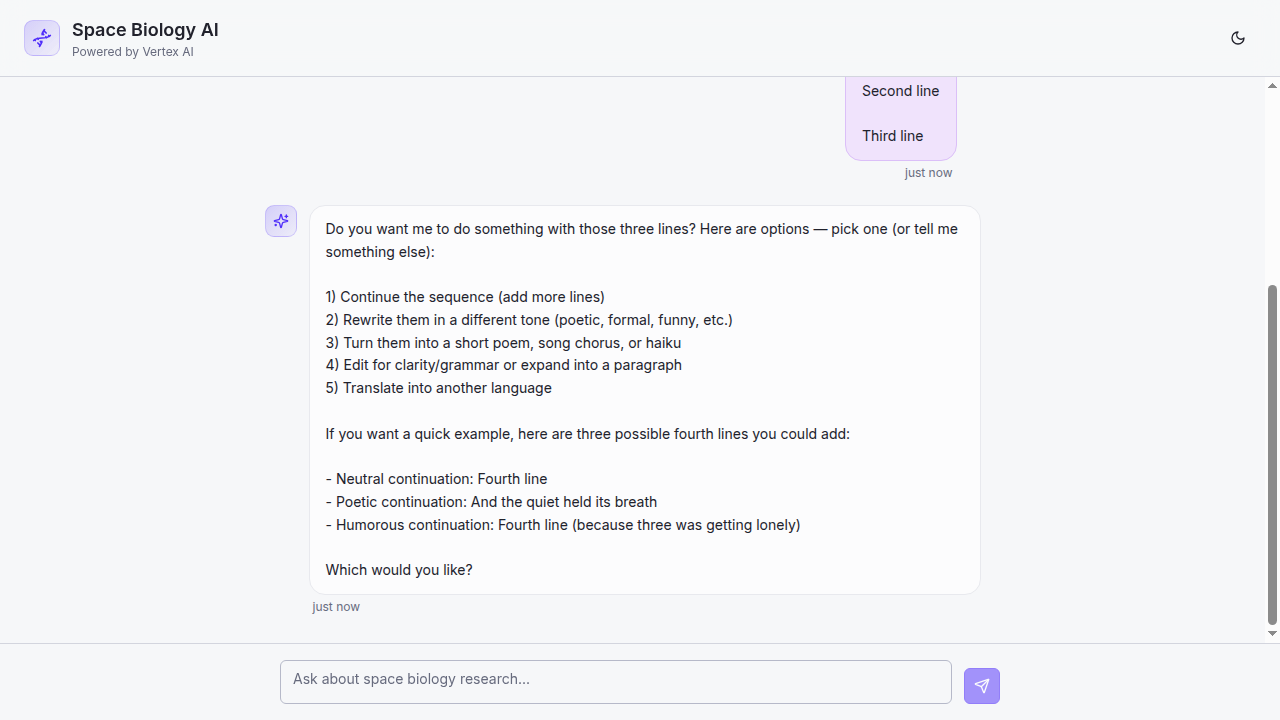 Space Biology AI
Powered by Vertex AI
Second line
Third line
just now
Do you want me to do something with those three lines? Here are options — pick one (or tell me
something else):
1) Continue the sequence (add more lines)
2) Rewrite them in a different tone (poetic, formal, funny, etc.)
3) Turn them into a short poem, song chorus, or haiku
4) Edit for clarity/grammar or expand into a paragraph
5) Translate into another language
If you want a quick example, here are three possible fourth lines you could add:
- Neutral continuation: Fourth line
- Poetic continuation: And the quiet held its breath
- Humorous continuation: Fourth line (because three was getting lonely)
Which would you like?
just now
Ask about space biology research...